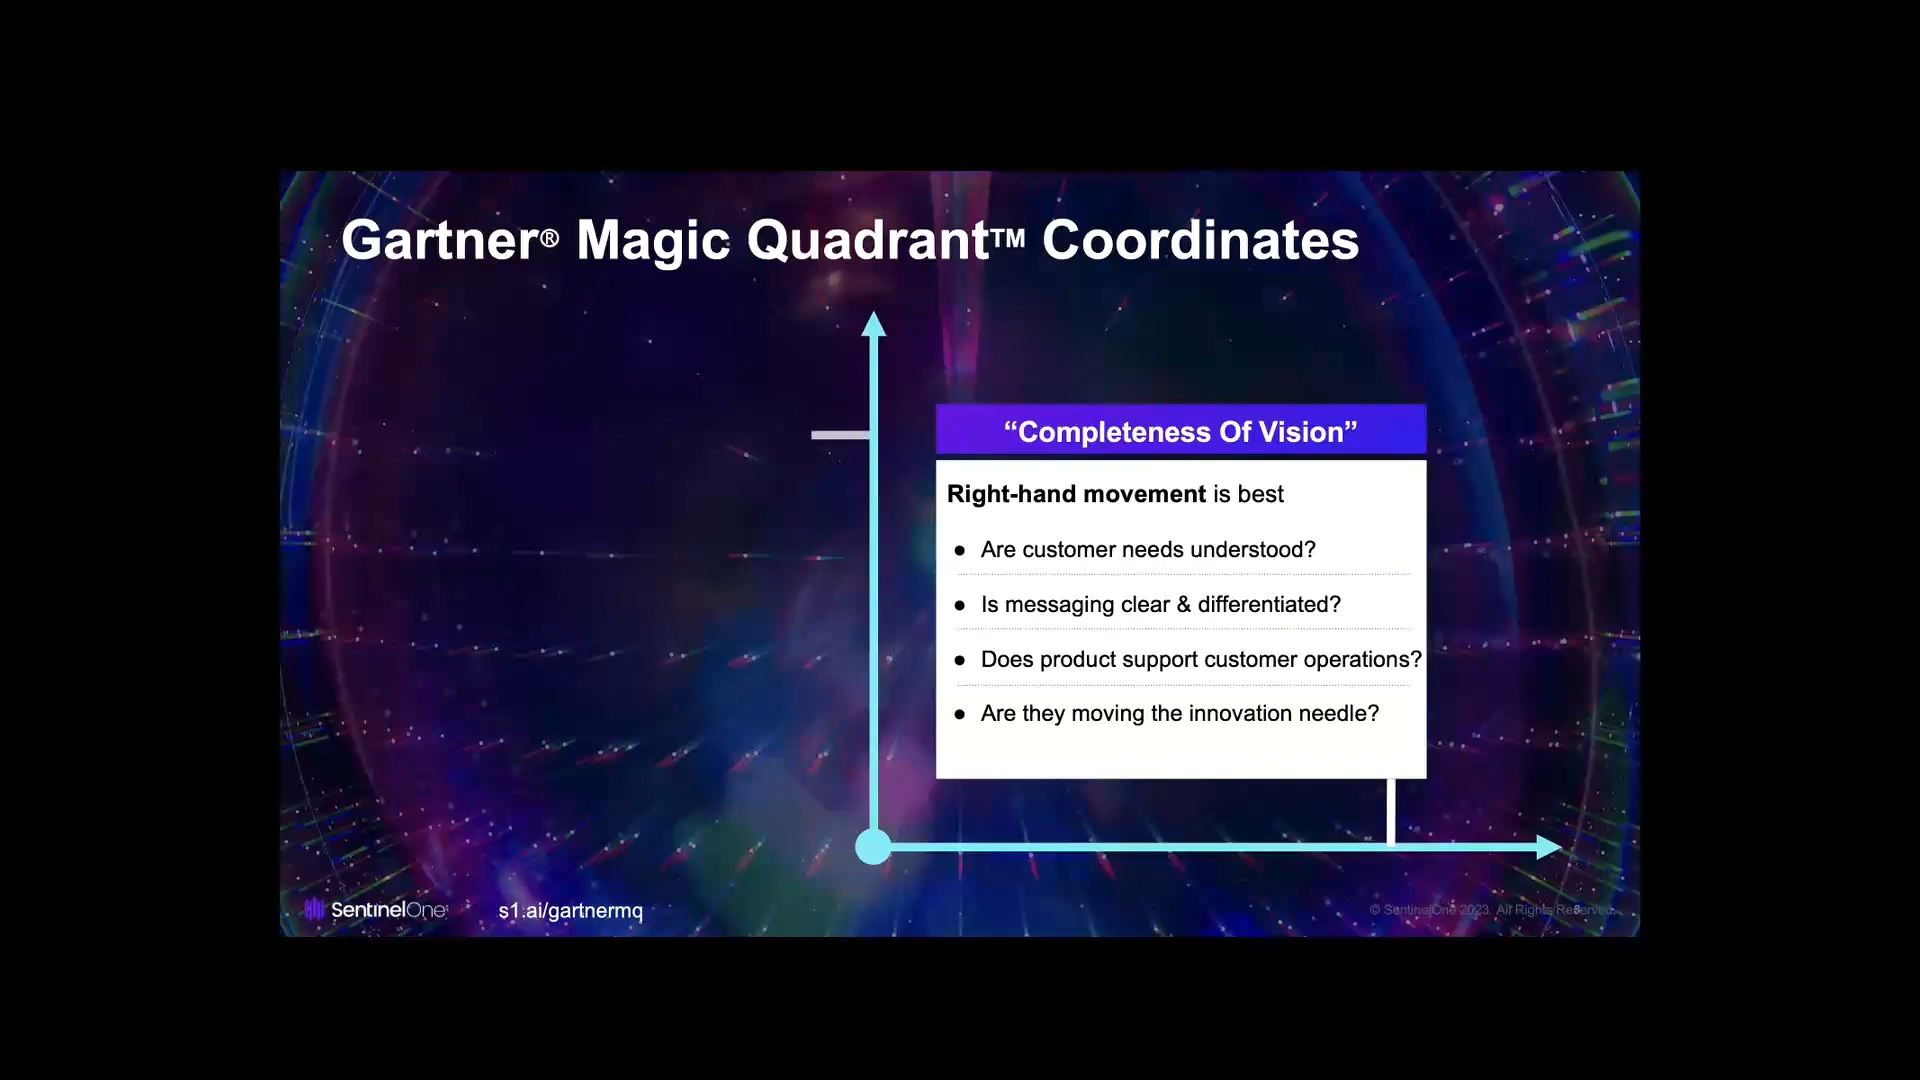 Gartner® Magic Quadrant™ Coordinates
“Completeness Of Vision”
Right-hand movement is best
● Are customer needs understood?
● Is messaging clear & differentiated?
● Does product support customer operations?
● Are they moving the innovation needle?
SentinelOne
s1.ai/gartnermq
© SentinelOne 2023. All Rights Reserved.
8